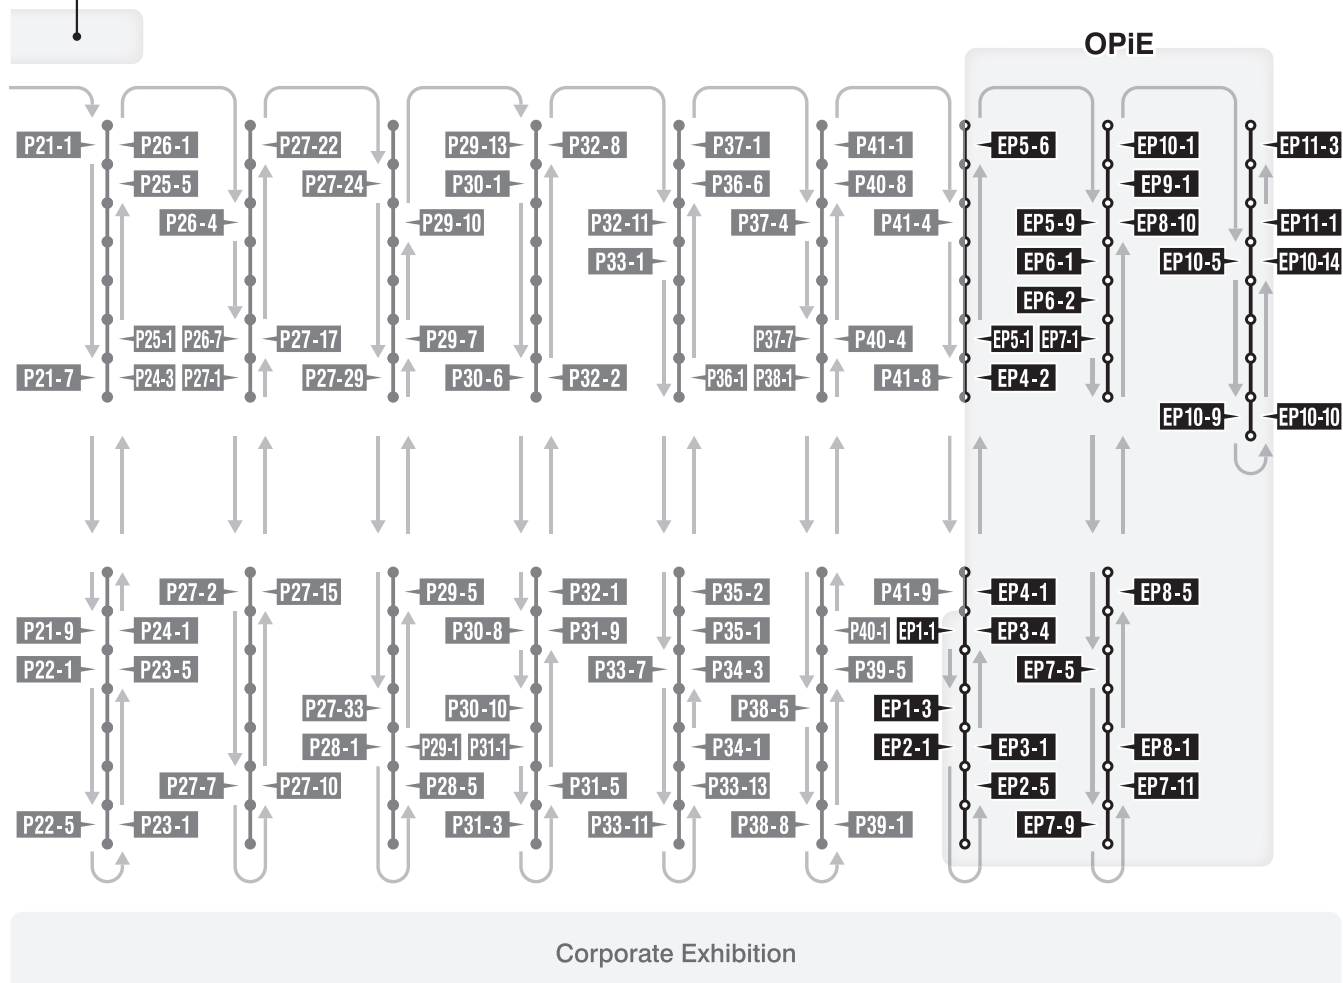 OPiE
P21-1 P26-1 P27-22 P29-13 P32-8 P37-1 P41-1 EP5-6 EP10-1 EP11-3
P25-5 P27-24 P30-1 P36-6 P40-8 EP9-1
P26-4 P29-10 P32-11 P37-4 P41-4 EP5-9 EP8-10 EP11-1
P33-1 EP6-1 EP10-5 EP10-14
EP6-2
P25-1 P26-7 P27-17 P29-7 P37-7 P40-4 EP5-1 EP7-1
P21-7 P24-3 P27-1 P27-29 P30-6 P32-2 P36-1 P38-1 P41-8 EP4-2
EP10-9 EP10-10
P27-2 P27-15 P29-5 P32-1 P35-2 P41-9 EP4-1 EP8-5
P21-9 P24-1 P30-8 P31-9 P35-1 P40-1 EP1-1 EP3-4
P22-1 P23-5 P33-7 P34-3 P39-5 EP7-5
P27-33 P30-10 P38-5 EP1-3
P28-1 P29-1 P31-1 P34-1 EP2-1 EP3-1 EP8-1
P27-7 P27-10 P28-5 P31-5 P33-13 EP2-5 EP7-11
P22-5 P23-1 P31-3 P33-11 P38-8 P39-1 EP7-9
Corporate Exhibition